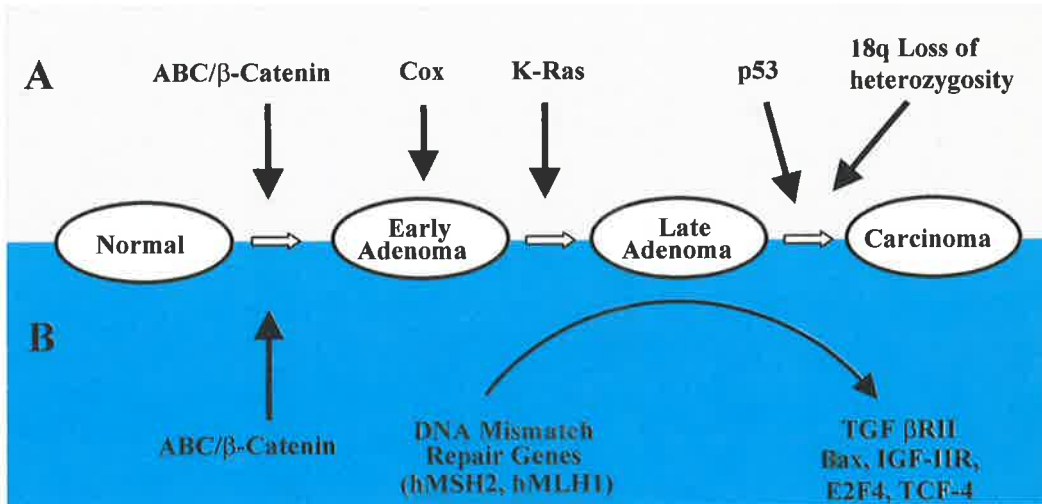 A
ABC/β-Catenin
Cox
K-Ras
p53
18q Loss of
heterozygosity
Normal
Early
Adenoma
Late
Adenoma
Carcinoma
B
ABC/β-Catenin
DNA Mismatch
Repair Genes
(hMSH2, hMLH1)
TGF βRII
Bax, IGF-IIR,
E2F4, TCF-4